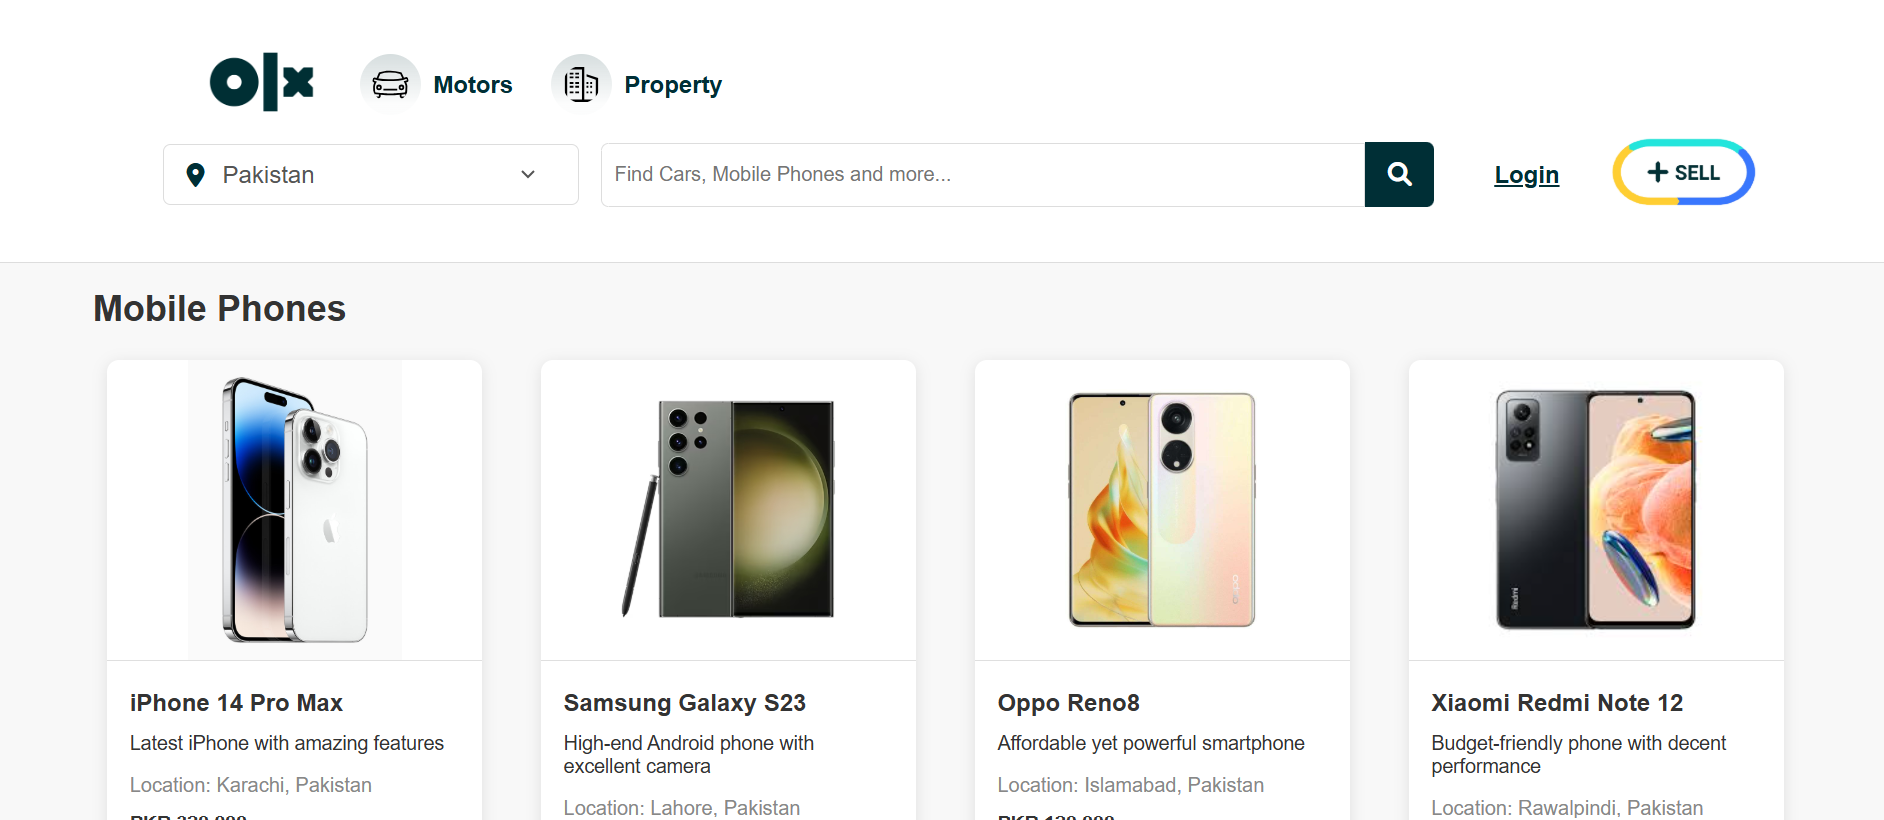 olx
Motors
Property
Pakistan
Find Cars, Mobile Phones and more...
Login
SELL
Mobile Phones
iPhone 14 Pro Max
Latest iPhone with amazing features
Location: Karachi, Pakistan
Samsung Galaxy S23
High-end Android phone with
excellent camera
Location: Lahore, Pakistan
oppo
Oppo Reno8
Affordable yet powerful smartphone
Location: Islamabad, Pakistan
Redmi
Xiaomi Redmi Note 12
Budget-friendly phone with decent
performance
Location: Rawalpindi, Pakistan